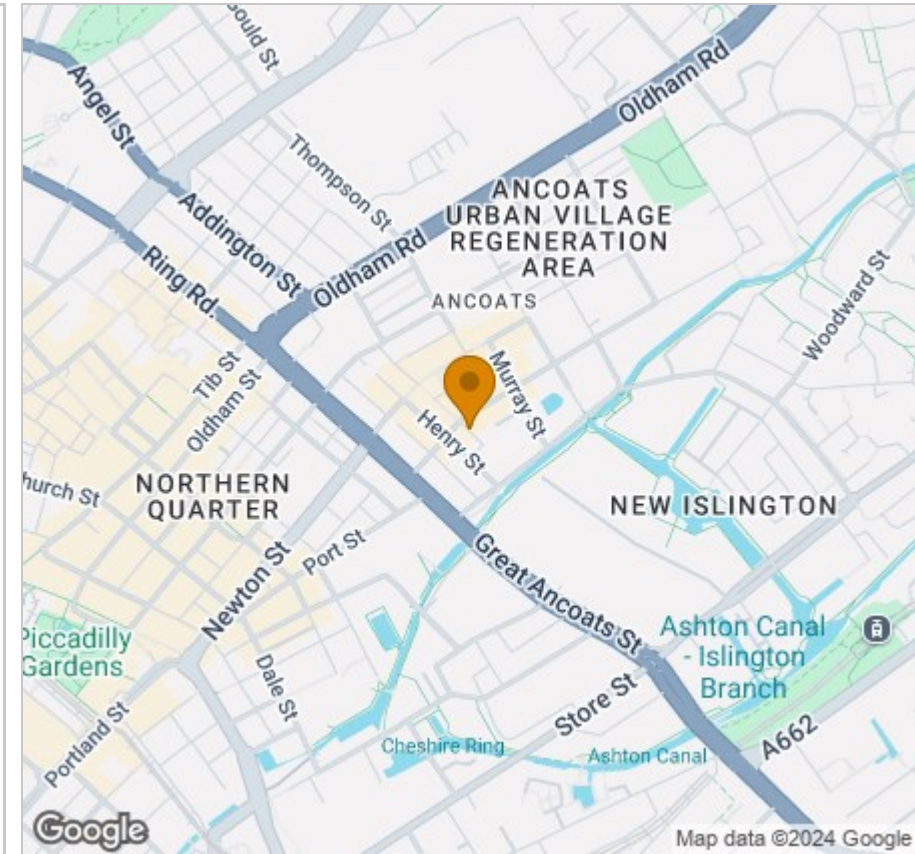 Gould St
Angel St
Thompson St
Oldham Rd
ANCOATS
URBAN VILLAGE
REGENERATION
AREA
Addington St
Oldham Rd
Ring Rd.
ANCOATS
Woodward St
Tib St
Oldham St
Murray St
Henry St
hurch St
NORTHERN
QUARTER
NEW ISLINGTON
Port St
Newton St
Great Ancoats St
Piccadilly
Gardens
Ashton Canal
- Islington
Branch
Dale St
Store St
Portland St
Cheshire Ring
Ashton Canal
A662
Google
Map data ©2024 Google